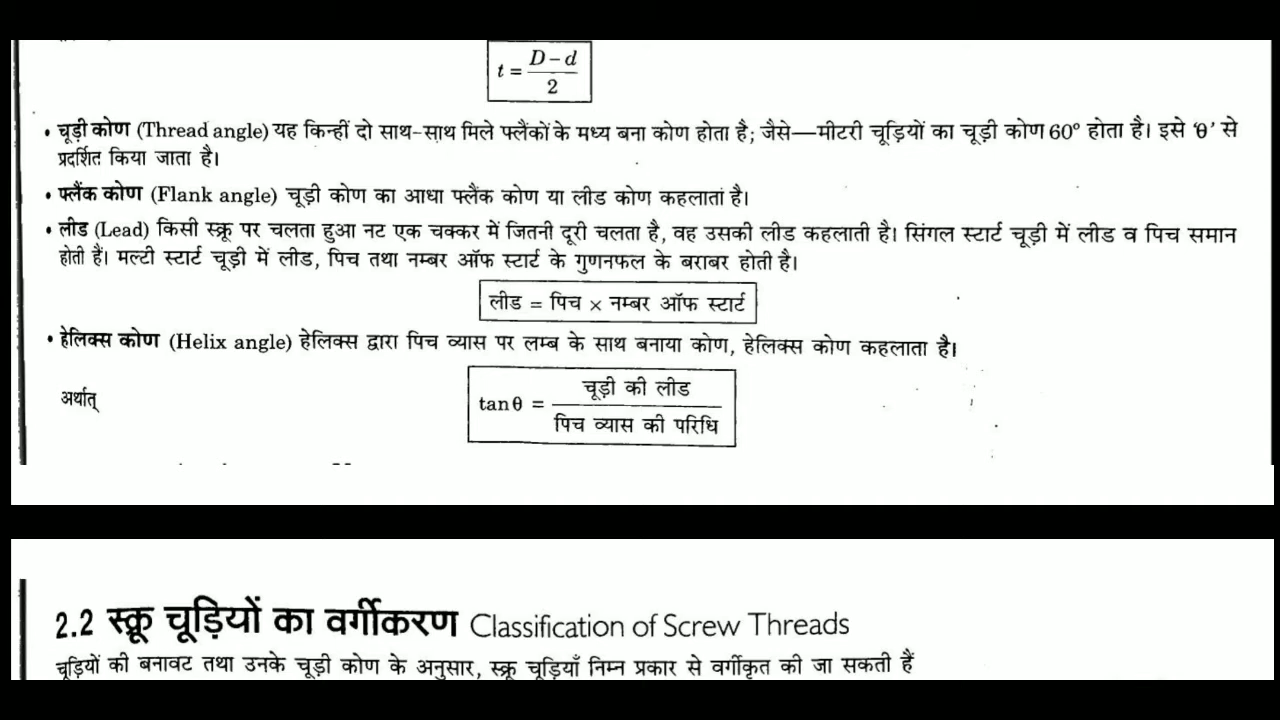 t = D – d / 2
• चूड़ी कोण (Thread angle) यह किन्हीं दो साथ-साथ मिले फ्लैंकों के मध्य बना कोण होता है; जैसे—मीटरी चूड़ियों का चूड़ी कोण 60° होता है। इसे 'θ' से
प्रदर्शित किया जाता है।
• फ्लैंक कोण (Flank angle) चूड़ी कोण का आधा फ्लैंक कोण या लीड कोण कहलाता है।
• लीड (Lead) किसी स्क्रू पर चलता हुआ नट एक चक्कर में जितनी दूरी चलता है, वह उसकी लीड कहलाती है। सिंगल स्टार्ट चूड़ी में लीड व पिच समान
होती हैं। मल्टी स्टार्ट चूड़ी में लीड, पिच तथा नम्बर ऑफ स्टार्ट के गुणनफल के बराबर होती है।
लीड = पिच × नम्बर ऑफ स्टार्ट
• हेलिक्स कोण (Helix angle) हेलिक्स द्वारा पिच व्यास पर लम्ब के साथ बनाया कोण, हेलिक्स कोण कहलाता है।
अर्थात् tan θ = चूड़ी की लीड / पिच व्यास की परिधि
2.2 स्क्रू चूड़ियों का वर्गीकरण Classification of Screw Threads
चूड़ियों की बनावट तथा उनके चूड़ी कोण के अनुसार, स्क्रू चूड़ियाँ निम्न प्रकार से वर्गीकृत की जा सकती हैं